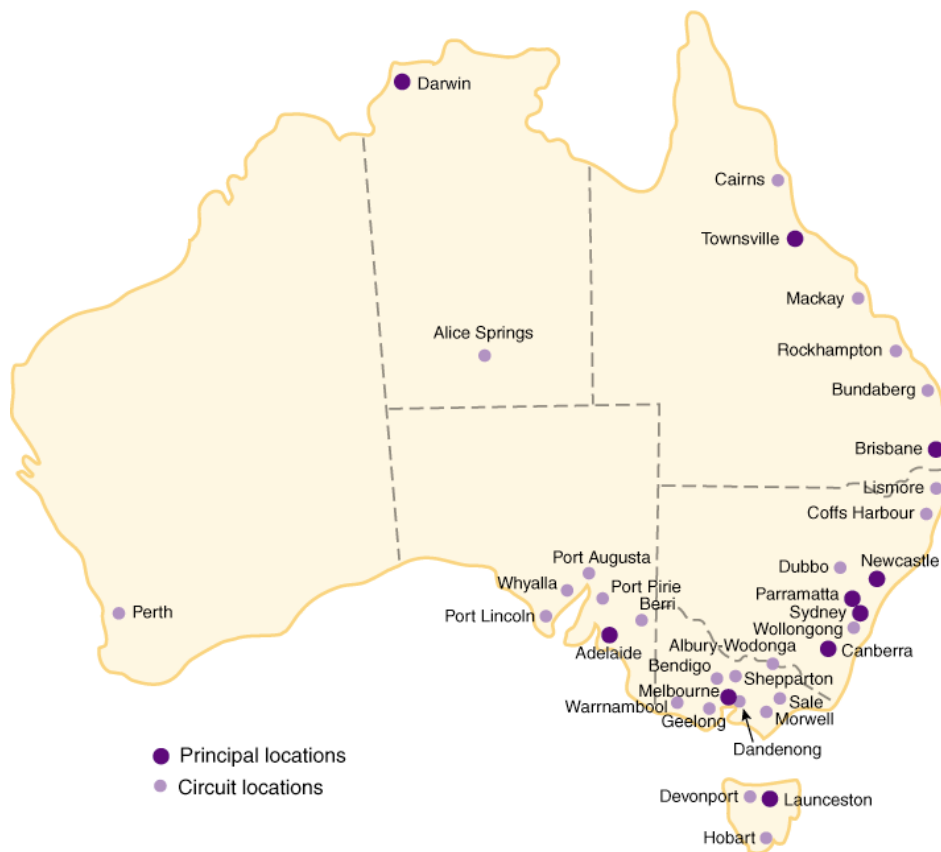 Darwin
Cairns
Townsville
Mackay
Alice Springs
Rockhampton
Bundaberg
Brisbane
Lismore
Coffs Harbour
Port Augusta
Dubbo
Newcastle
Whyalla
Port Pirie
Parramatta
Berri
Sydney
Perth
Port Lincoln
Wollongong
Albury-Wodonga
Canberra
Adelaide
Bendigo
Shepparton
Melbourne
Warrnambool
Sale
Geelong
Morwell
Dandenong
Principal locations
Circuit locations
Devonport
Launceston
Hobart